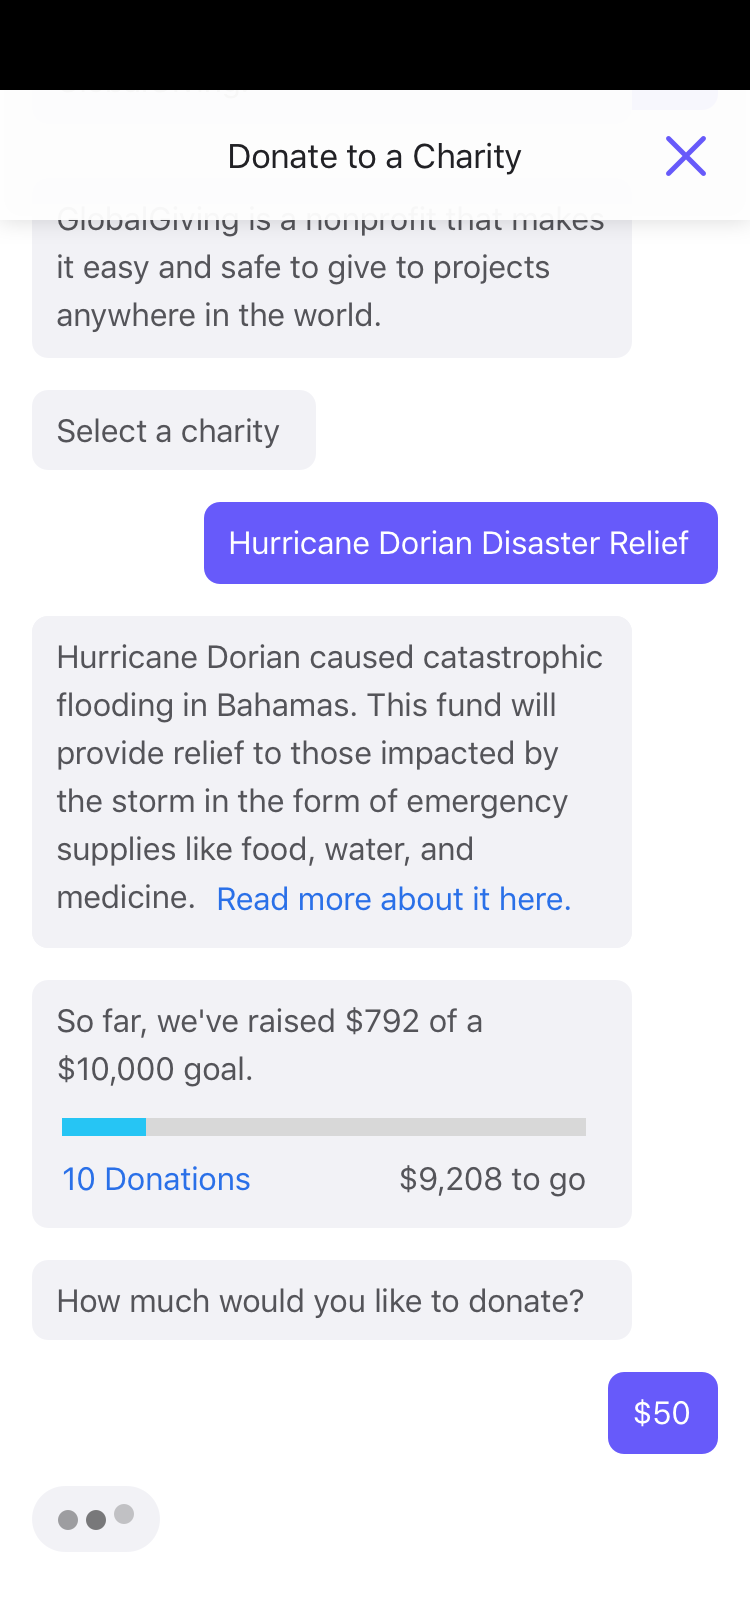 Donate to a Charity
GlobalGiving is a nonprofit that makes
it easy and safe to give to projects
anywhere in the world.
Select a charity
Hurricane Dorian Disaster Relief
Hurricane Dorian caused catastrophic
flooding in Bahamas. This fund will
provide relief to those impacted by
the storm in the form of emergency
supplies like food, water, and
medicine. Read more about it here.
So far, we've raised $792 of a
$10,000 goal.
10 Donations $9,208 to go
How much would you like to donate?
$50